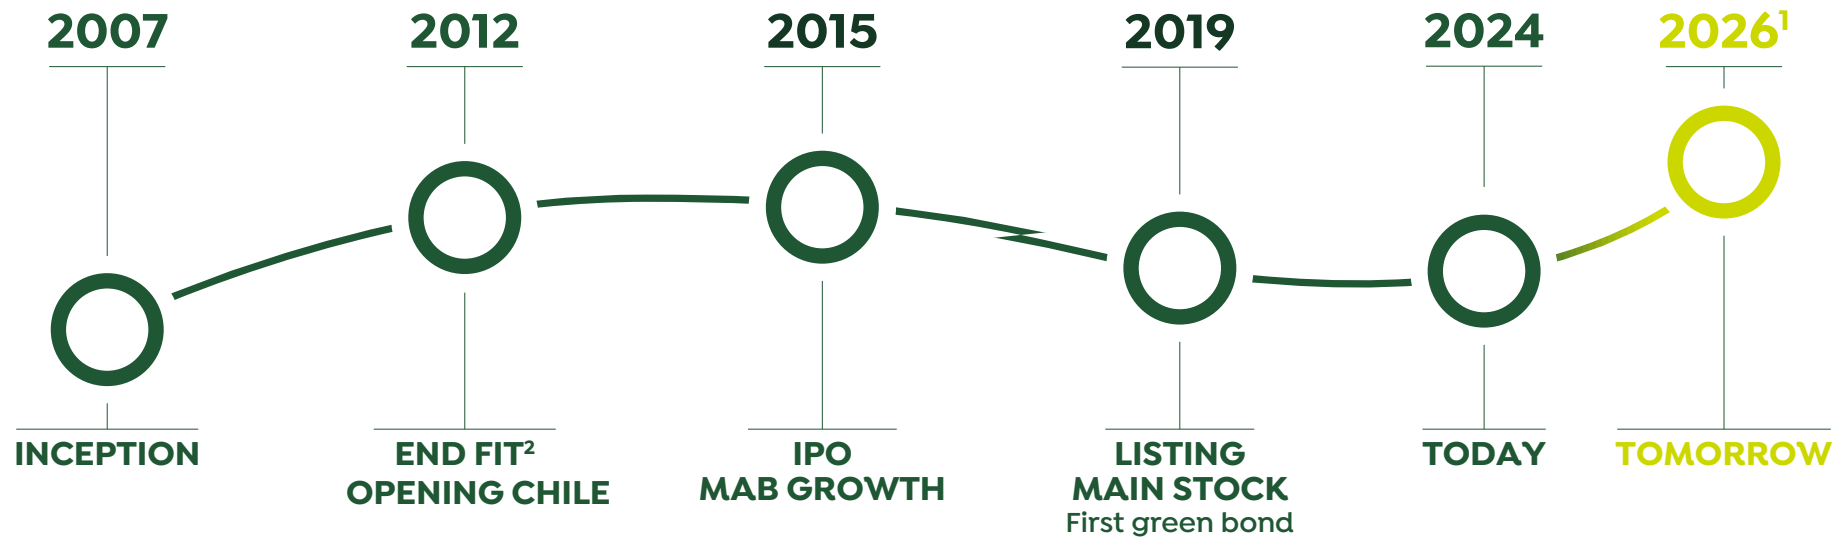 2007
2012
2015
2019
2024
2026¹
INCEPTION
END FIT²
OPENING CHILE
IPO
MAB GROWTH
LISTING
MAIN STOCK
First green bond
TODAY
TOMORROW